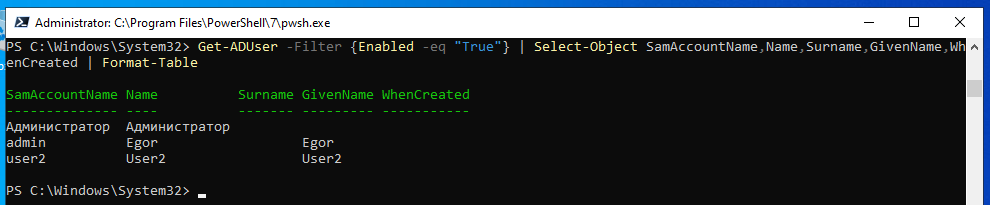 Administrator: C:\Program Files\PowerShell\7\pwsh.exe
PS C:\Windows\System32> Get-ADUser -Filter {Enabled -eq "True"} | Select-Object SamAccountName,Name,Surname,GivenName,Wh
enCreated | Format-Table
SamAccountName Name Surname GivenName WhenCreated
-------------- ---- ------- --------- -----------
Администратор Администратор
admin Egor Egor
user2 User2 User2
PS C:\Windows\System32>